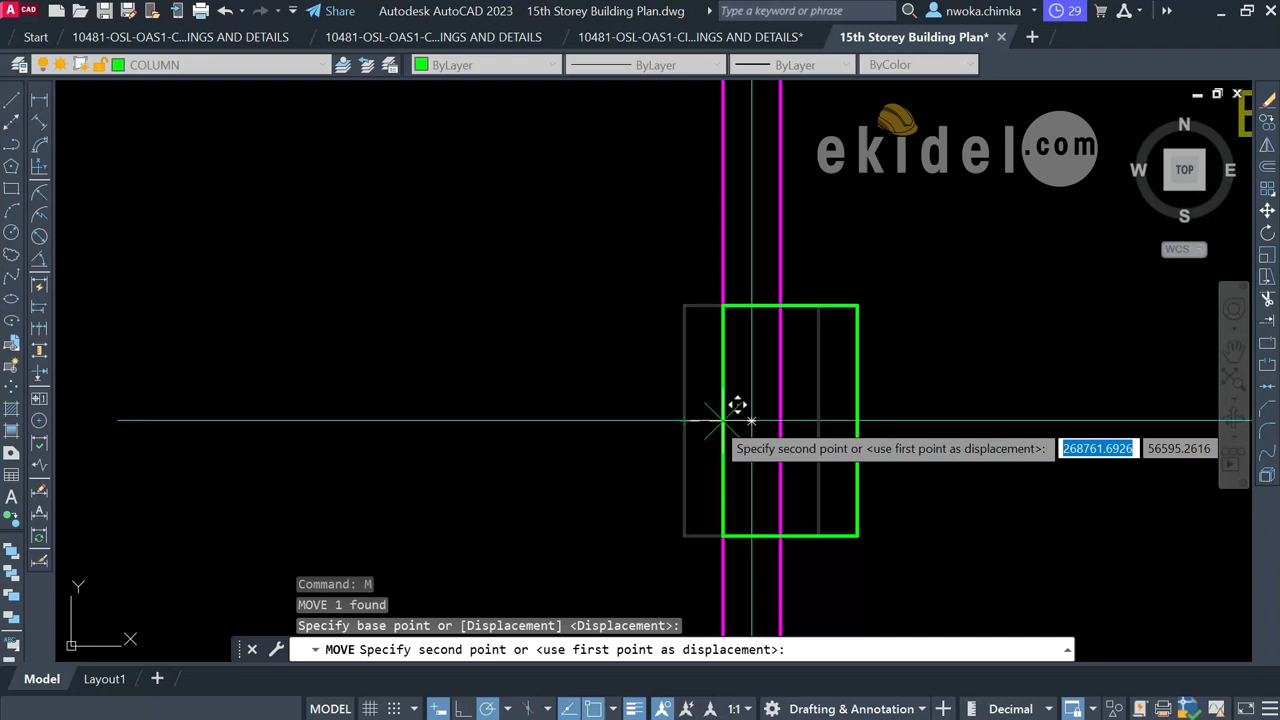 CAD
Share
Autodesk AutoCAD 2023
15th Storey Building Plan.dwg
Type a keyword or phrase
nwoka.chimka
29
Start
10481-OSL-OAS1-C...INGS AND DETAILS
10481-OSL-OAS1-C...INGS AND DETAILS
10481-OSL-OAS1-CI...INGS AND DETAILS*
15th Storey Building Plan*
COLUMN
ByLayer
ByLayer
ByLayer
ByColor
ekidel.com
N
W
TOP
E
S
WCS
Specify second point or <use first point as displacement>:
268761.6926
56595.2616
Command: M
MOVE 1 found
Specify base point or [Displacement] <Displacement>:
MOVE Specify second point or <use first point as displacement>:
Y
X
Model
Layout1
MODEL
1:1
Drafting & Annotation
Decimal